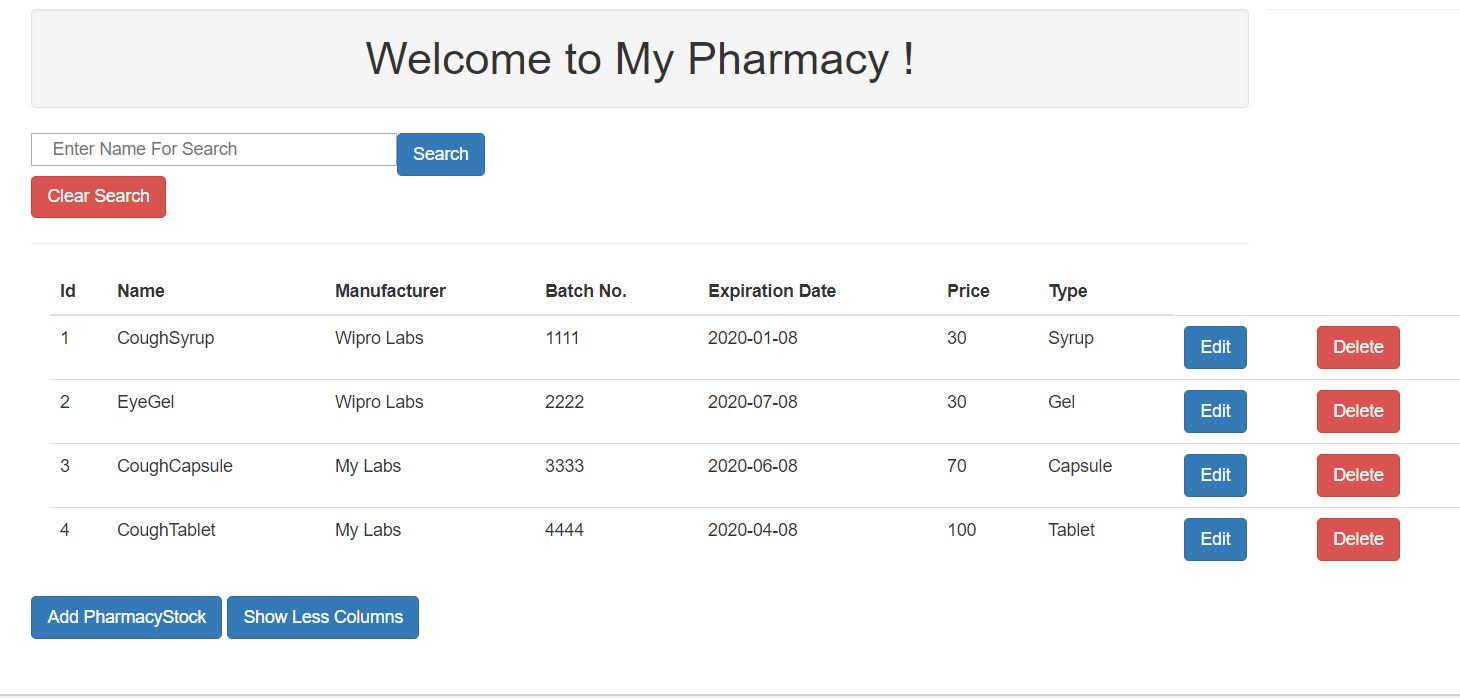 Welcome to My Pharmacy !
Enter Name For Search Search
Clear Search
Id Name Manufacturer Batch No. Expiration Date Price Type
1 CoughSyrup Wipro Labs 1111 2020-01-08 30 Syrup Edit Delete
2 EyeGel Wipro Labs 2222 2020-07-08 30 Gel Edit Delete
3 CoughCapsule My Labs 3333 2020-06-08 70 Capsule Edit Delete
4 CoughTablet My Labs 4444 2020-04-08 100 Tablet Edit Delete
Add PharmacyStock Show Less Columns